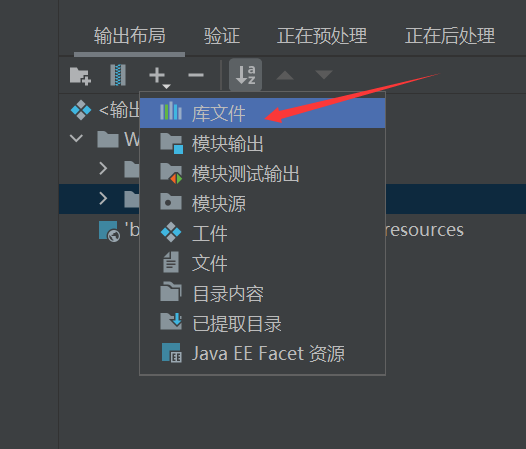 输出布局 验证 正在预处理 正在后处理
<输出
库文件
W
模块输出
模块测试输出
模块源
'b
工件
resources
文件
目录内容
已提取目录
Java EE Facet 资源